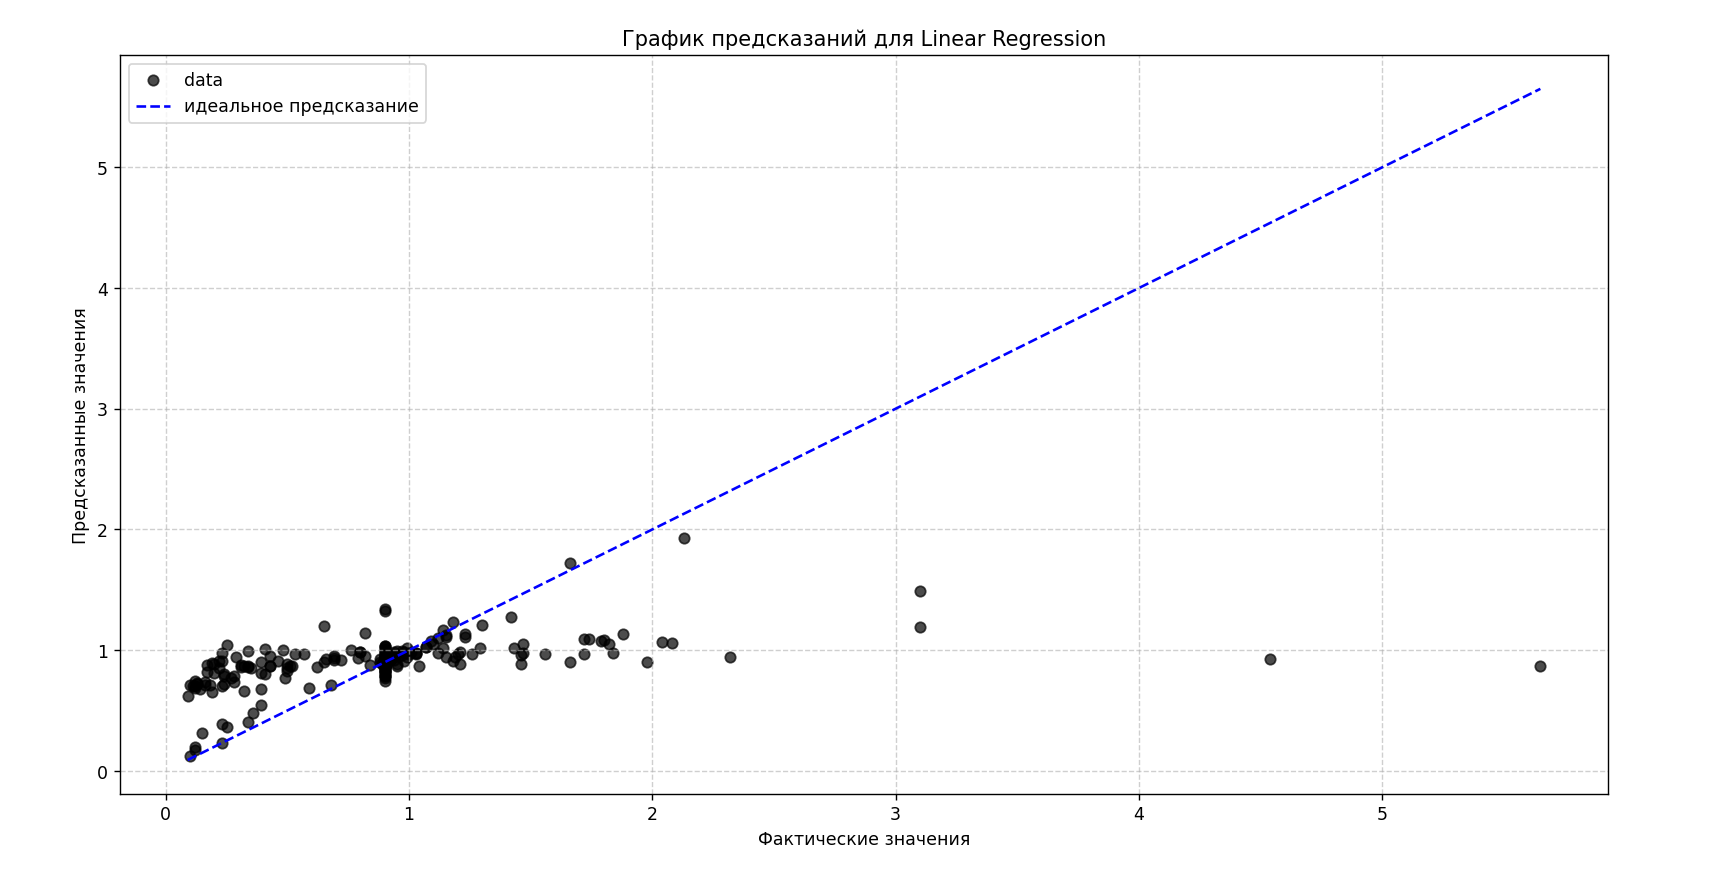 График предсказаний для Linear Regression
data
идеальное предсказание
Предсказанные значения
5
4
3
2
1
0
0 1 2 3 4 5
Фактические значения